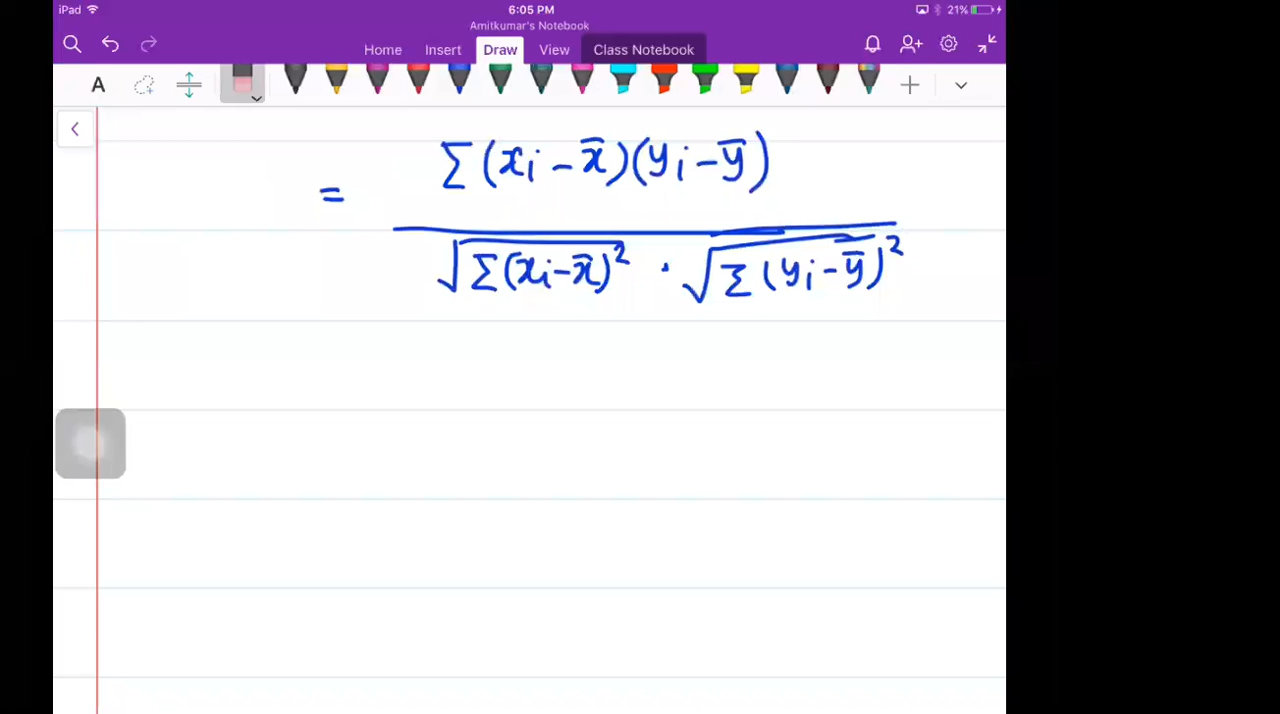 iPad 6:05 PM 21%
Amitkumar's Notebook
Home Insert Draw View Class Notebook
A
= Σ(xi - x̄)(yi - ȳ)
√Σ(xi - x̄)² · √Σ(yi - ȳ)²